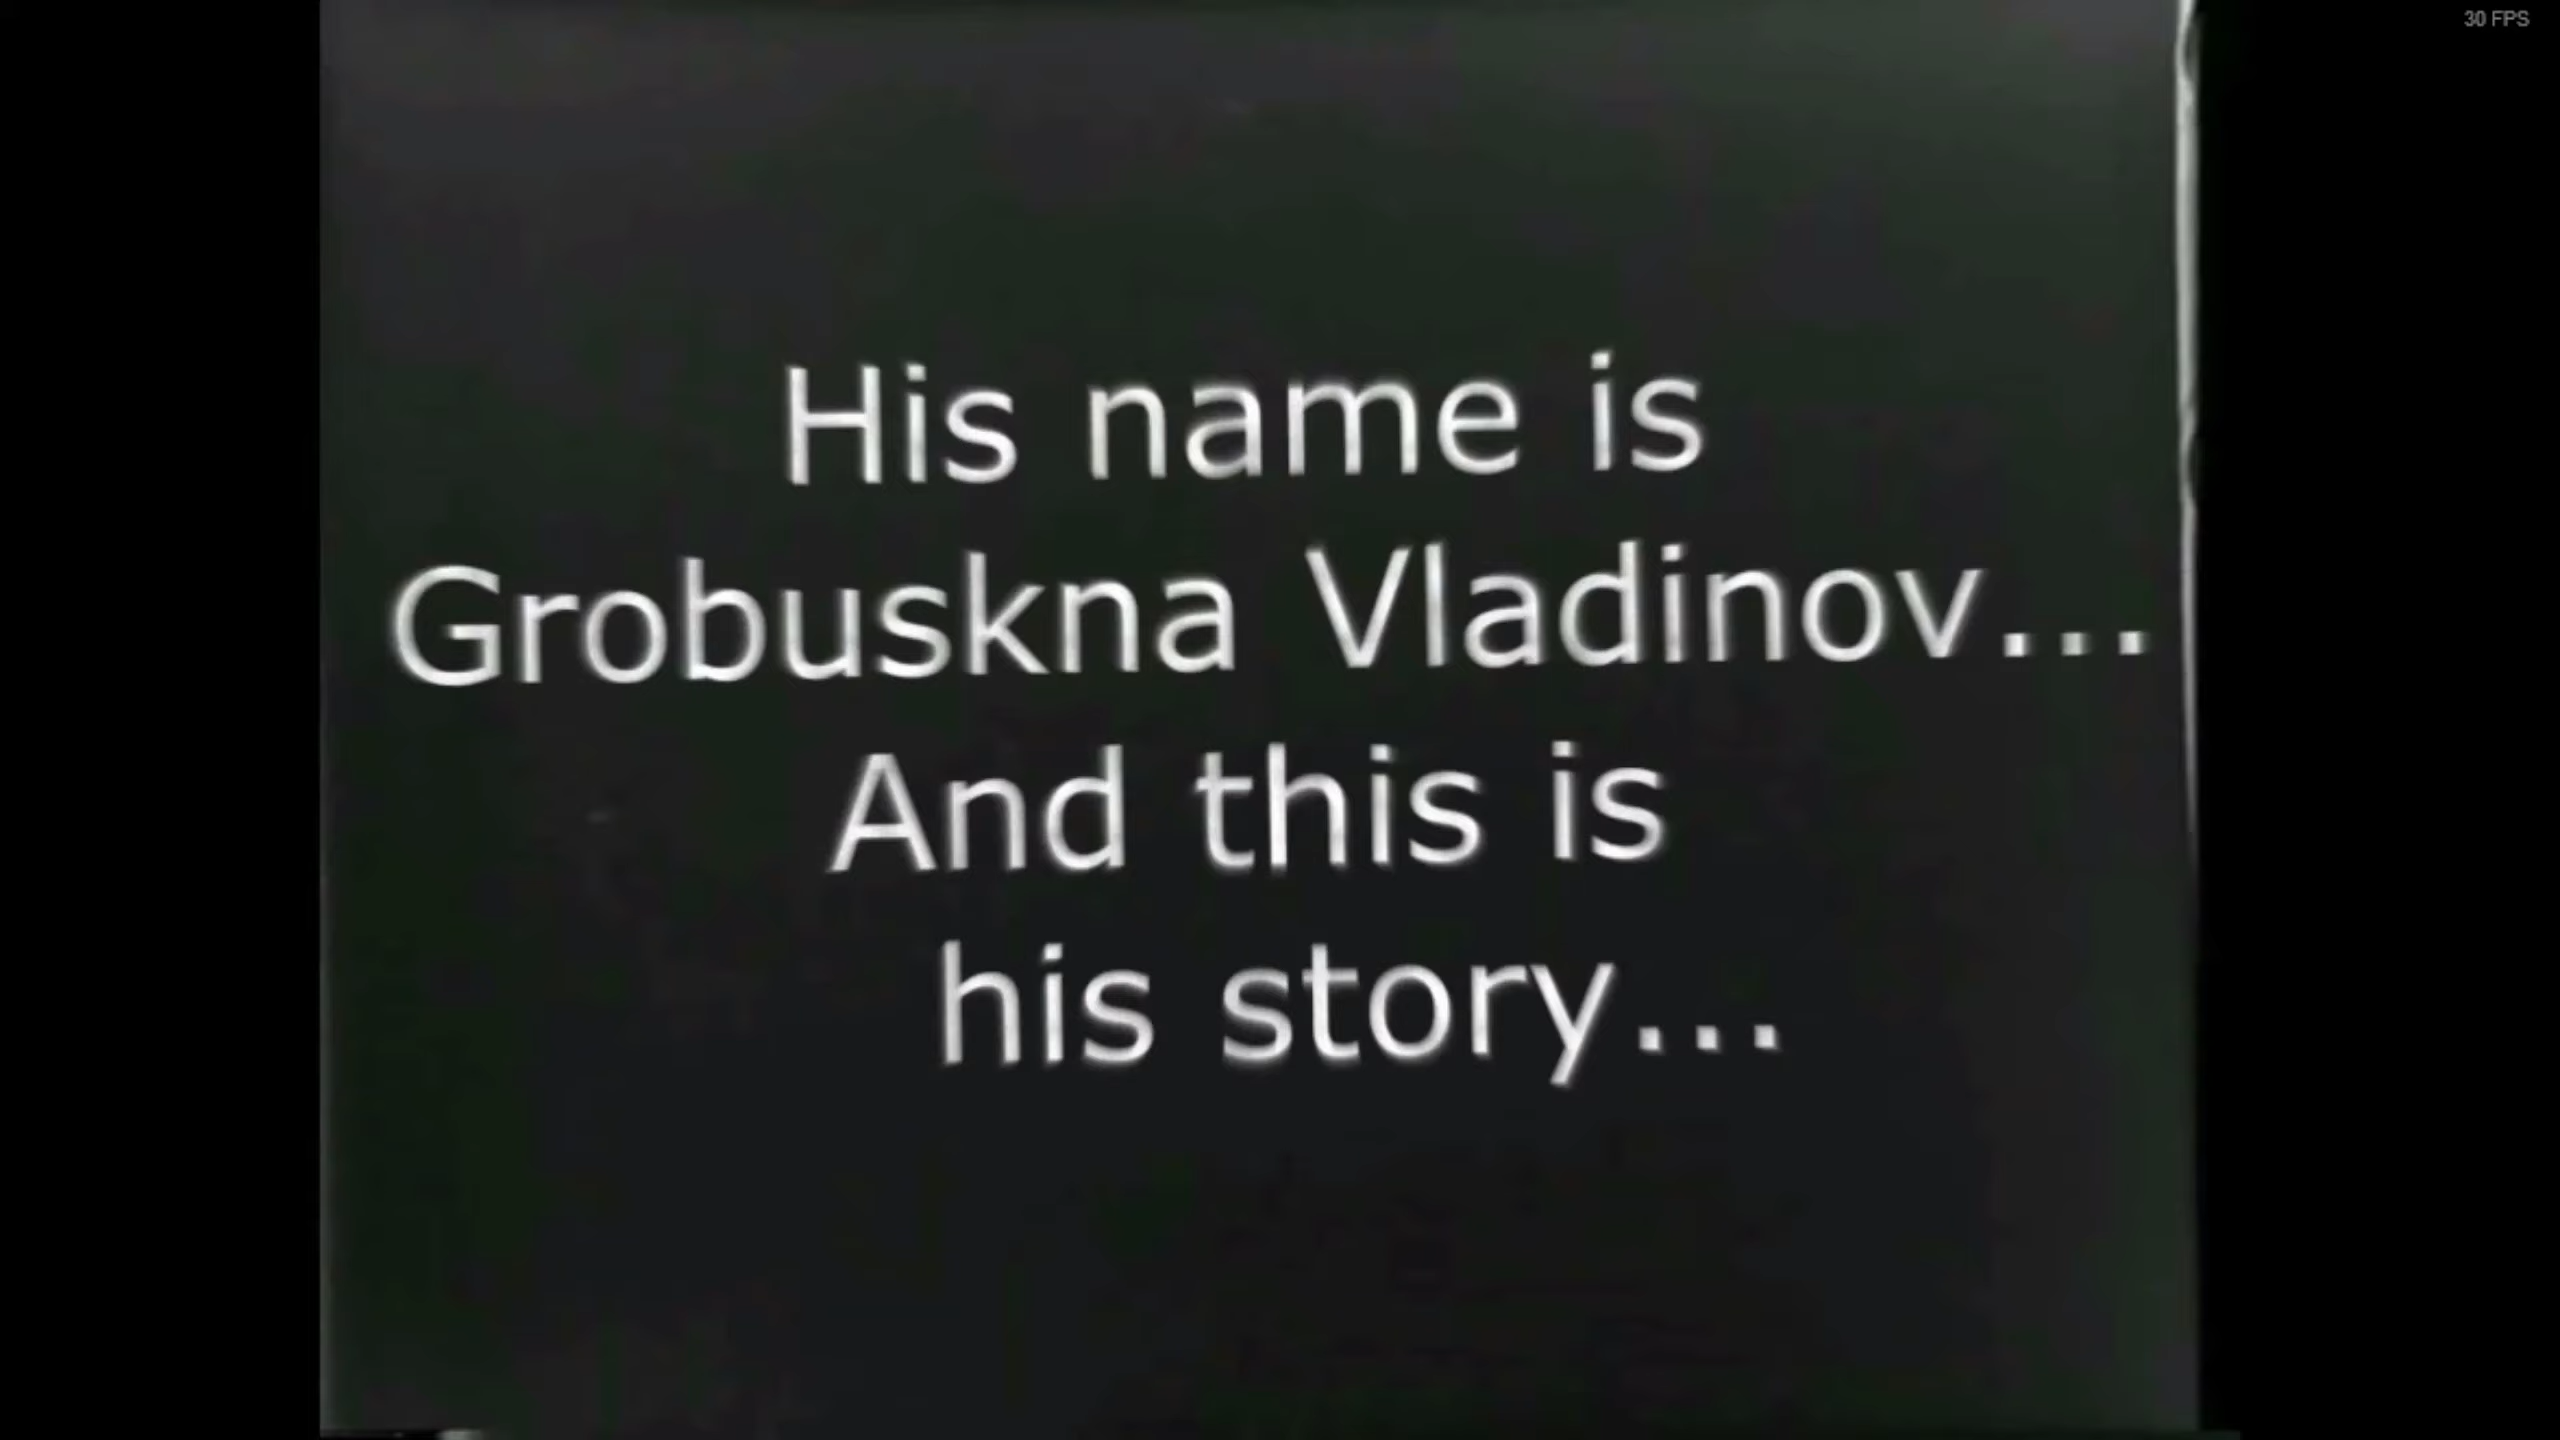 30 FPS
His name is
Grobuskna Vladinov...
And this is
his story...